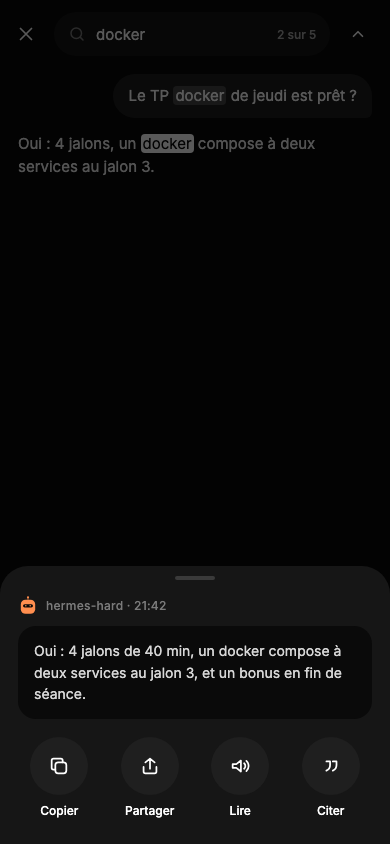 docker
2 sur 5
Le TP docker de jeudi est prêt ?
Oui : 4 jalons, un docker compose à deux
services au jalon 3.
hermes-hard · 21:42
Oui : 4 jalons de 40 min, un docker compose à
deux services au jalon 3, et un bonus en fin de
séance.
Copier
Partager
Lire
Citer